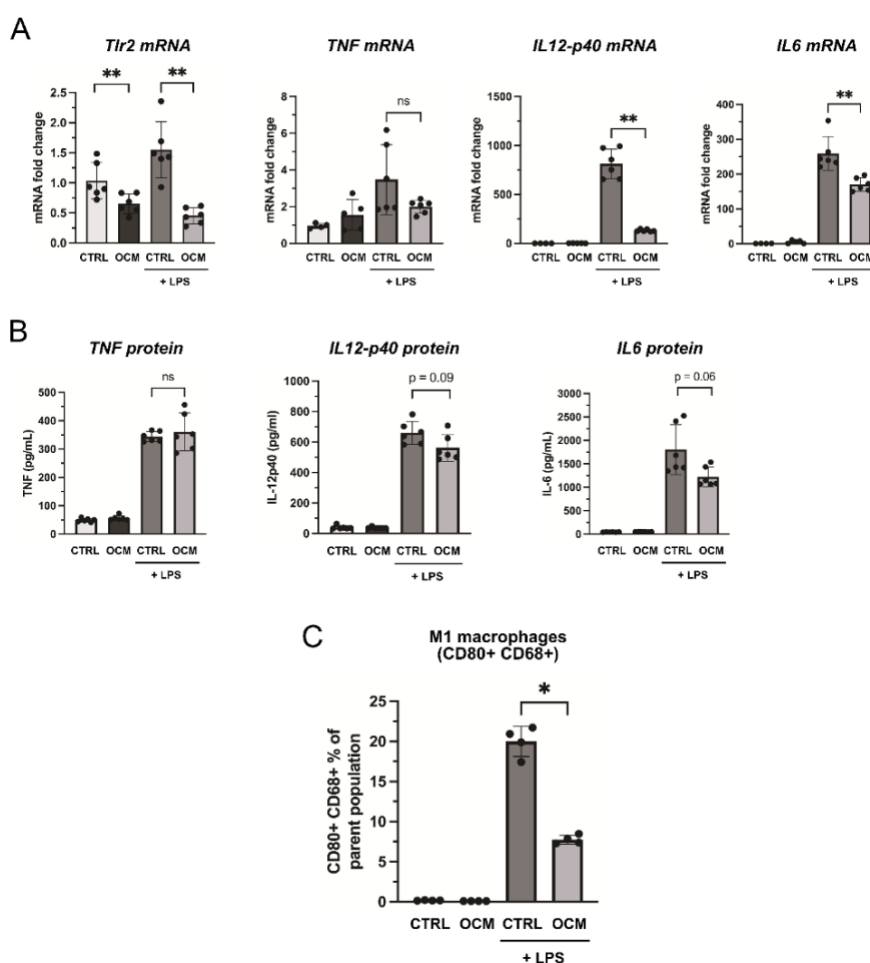 A
Tlr2 mRNA
TNF mRNA
IL12-p40 mRNA
IL6 mRNA
mRNA fold change
2.5
2.0
1.5
1.0
0.5
0.0
**
**
CTRL OCM CTRL OCM
+ LPS
mRNA fold change
8
6
4
2
0
ns
CTRL OCM CTRL OCM
+ LPS
mRNA fold change
1500
1000
750
500
250
0
**
CTRL OCM CTRL OCM
+ LPS
mRNA fold change
400
300
200
100
0
**
CTRL OCM CTRL OCM
+ LPS
B
TNF protein
IL12-p40 protein
IL6 protein
TNF (pg/mL)
500
400
300
200
100
0
ns
CTRL OCM CTRL OCM
+ LPS
IL-12p40 (pg/ml)
1000
800
600
400
200
0
p = 0.09
CTRL OCM CTRL OCM
+ LPS
IL-6 (pg/mL)
3000
2500
2000
1500
1000
500
0
p = 0.06
CTRL OCM CTRL OCM
+ LPS
C
M1 macrophages
(CD80+ CD68+)
CD80+ CD68+ % of
parent population
25
20
15
10
5
0
*
CTRL OCM CTRL OCM
+ LPS